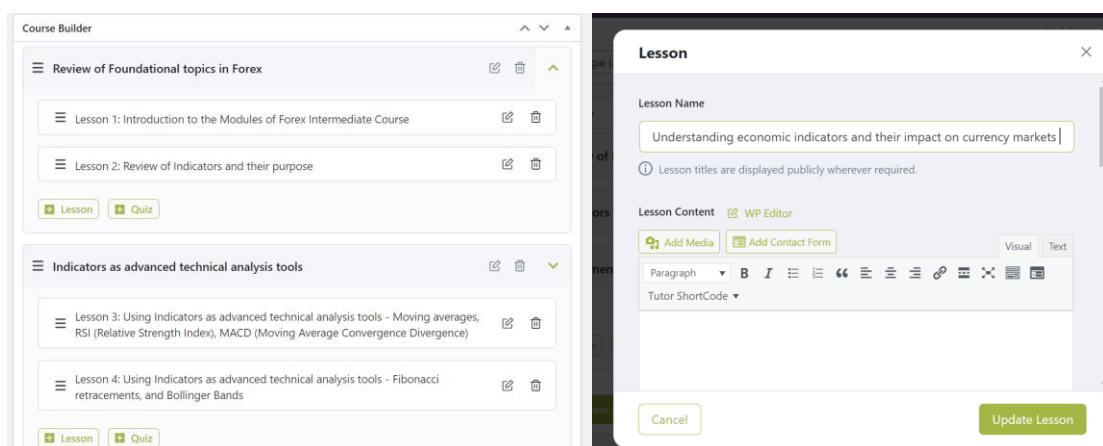 Course Builder
Review of Foundational topics in Forex
Lesson 1: Introduction to the Modules of Forex Intermediate Course
Lesson 2: Review of Indicators and their purpose
Lesson
Quiz
Indicators as advanced technical analysis tools
Lesson 3: Using Indicators as advanced technical analysis tools - Moving averages,
RSI (Relative Strength Index), MACD (Moving Average Convergence Divergence)
Lesson 4: Using Indicators as advanced technical analysis tools - Fibonacci
retracements, and Bollinger Bands
Lesson
Quiz
Lesson
Lesson Name
Understanding economic indicators and their impact on currency markets
Lesson titles are displayed publicly wherever required.
Lesson Content WP Editor
Add Media Add Contact Form
Visual Text
Paragraph B I
Tutor ShortCode
Cancel
Update Lesson